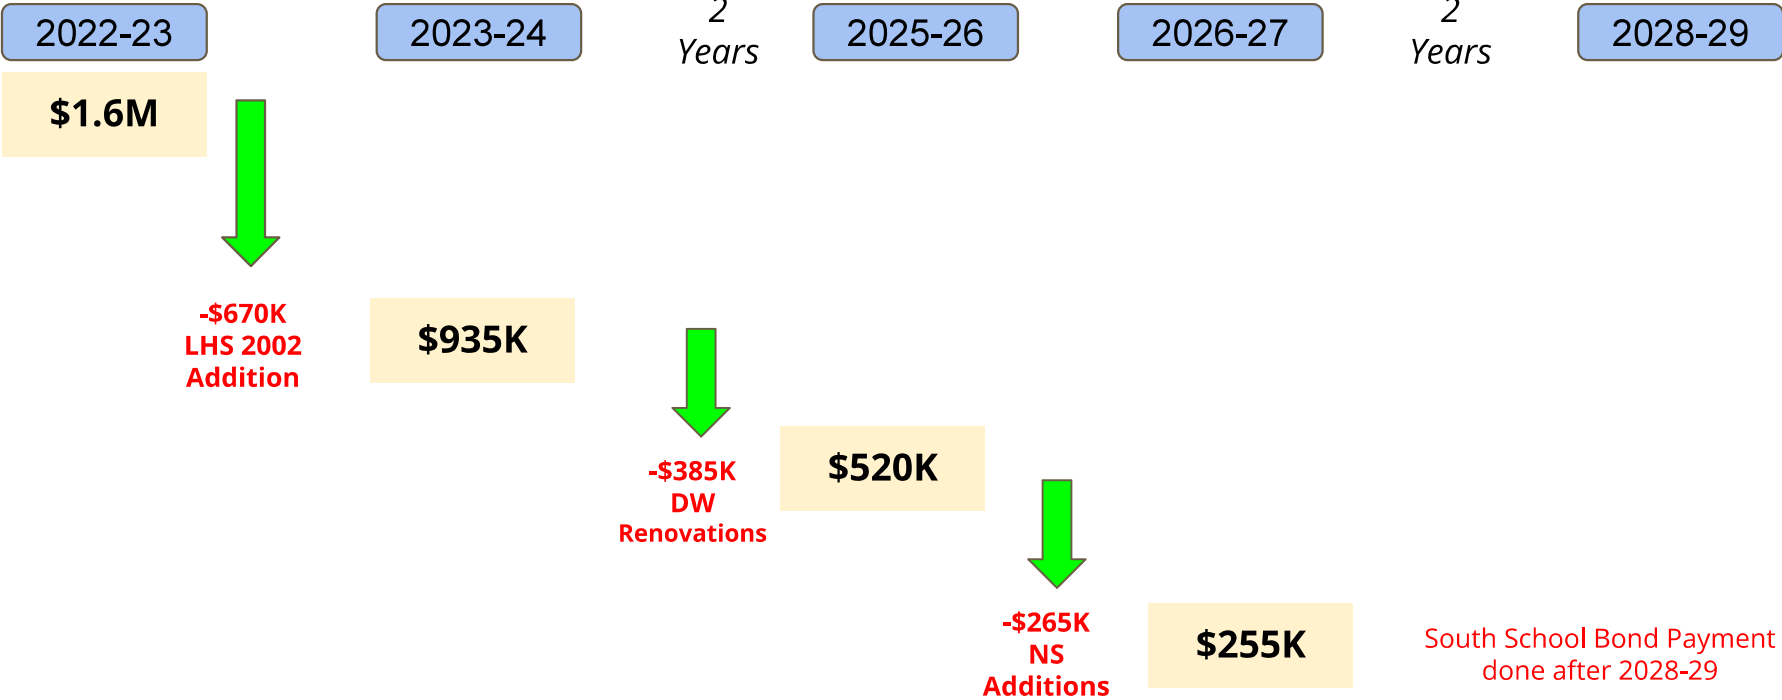 2022-23
2023-24
2
Years
2025-26
2026-27
2
Years
2028-29
$1.6M
-$670K
LHS 2002
Addition
$935K
-$385K
DW
Renovations
$520K
-$265K
NS
Additions
$255K
South School Bond Payment
done after 2028-29